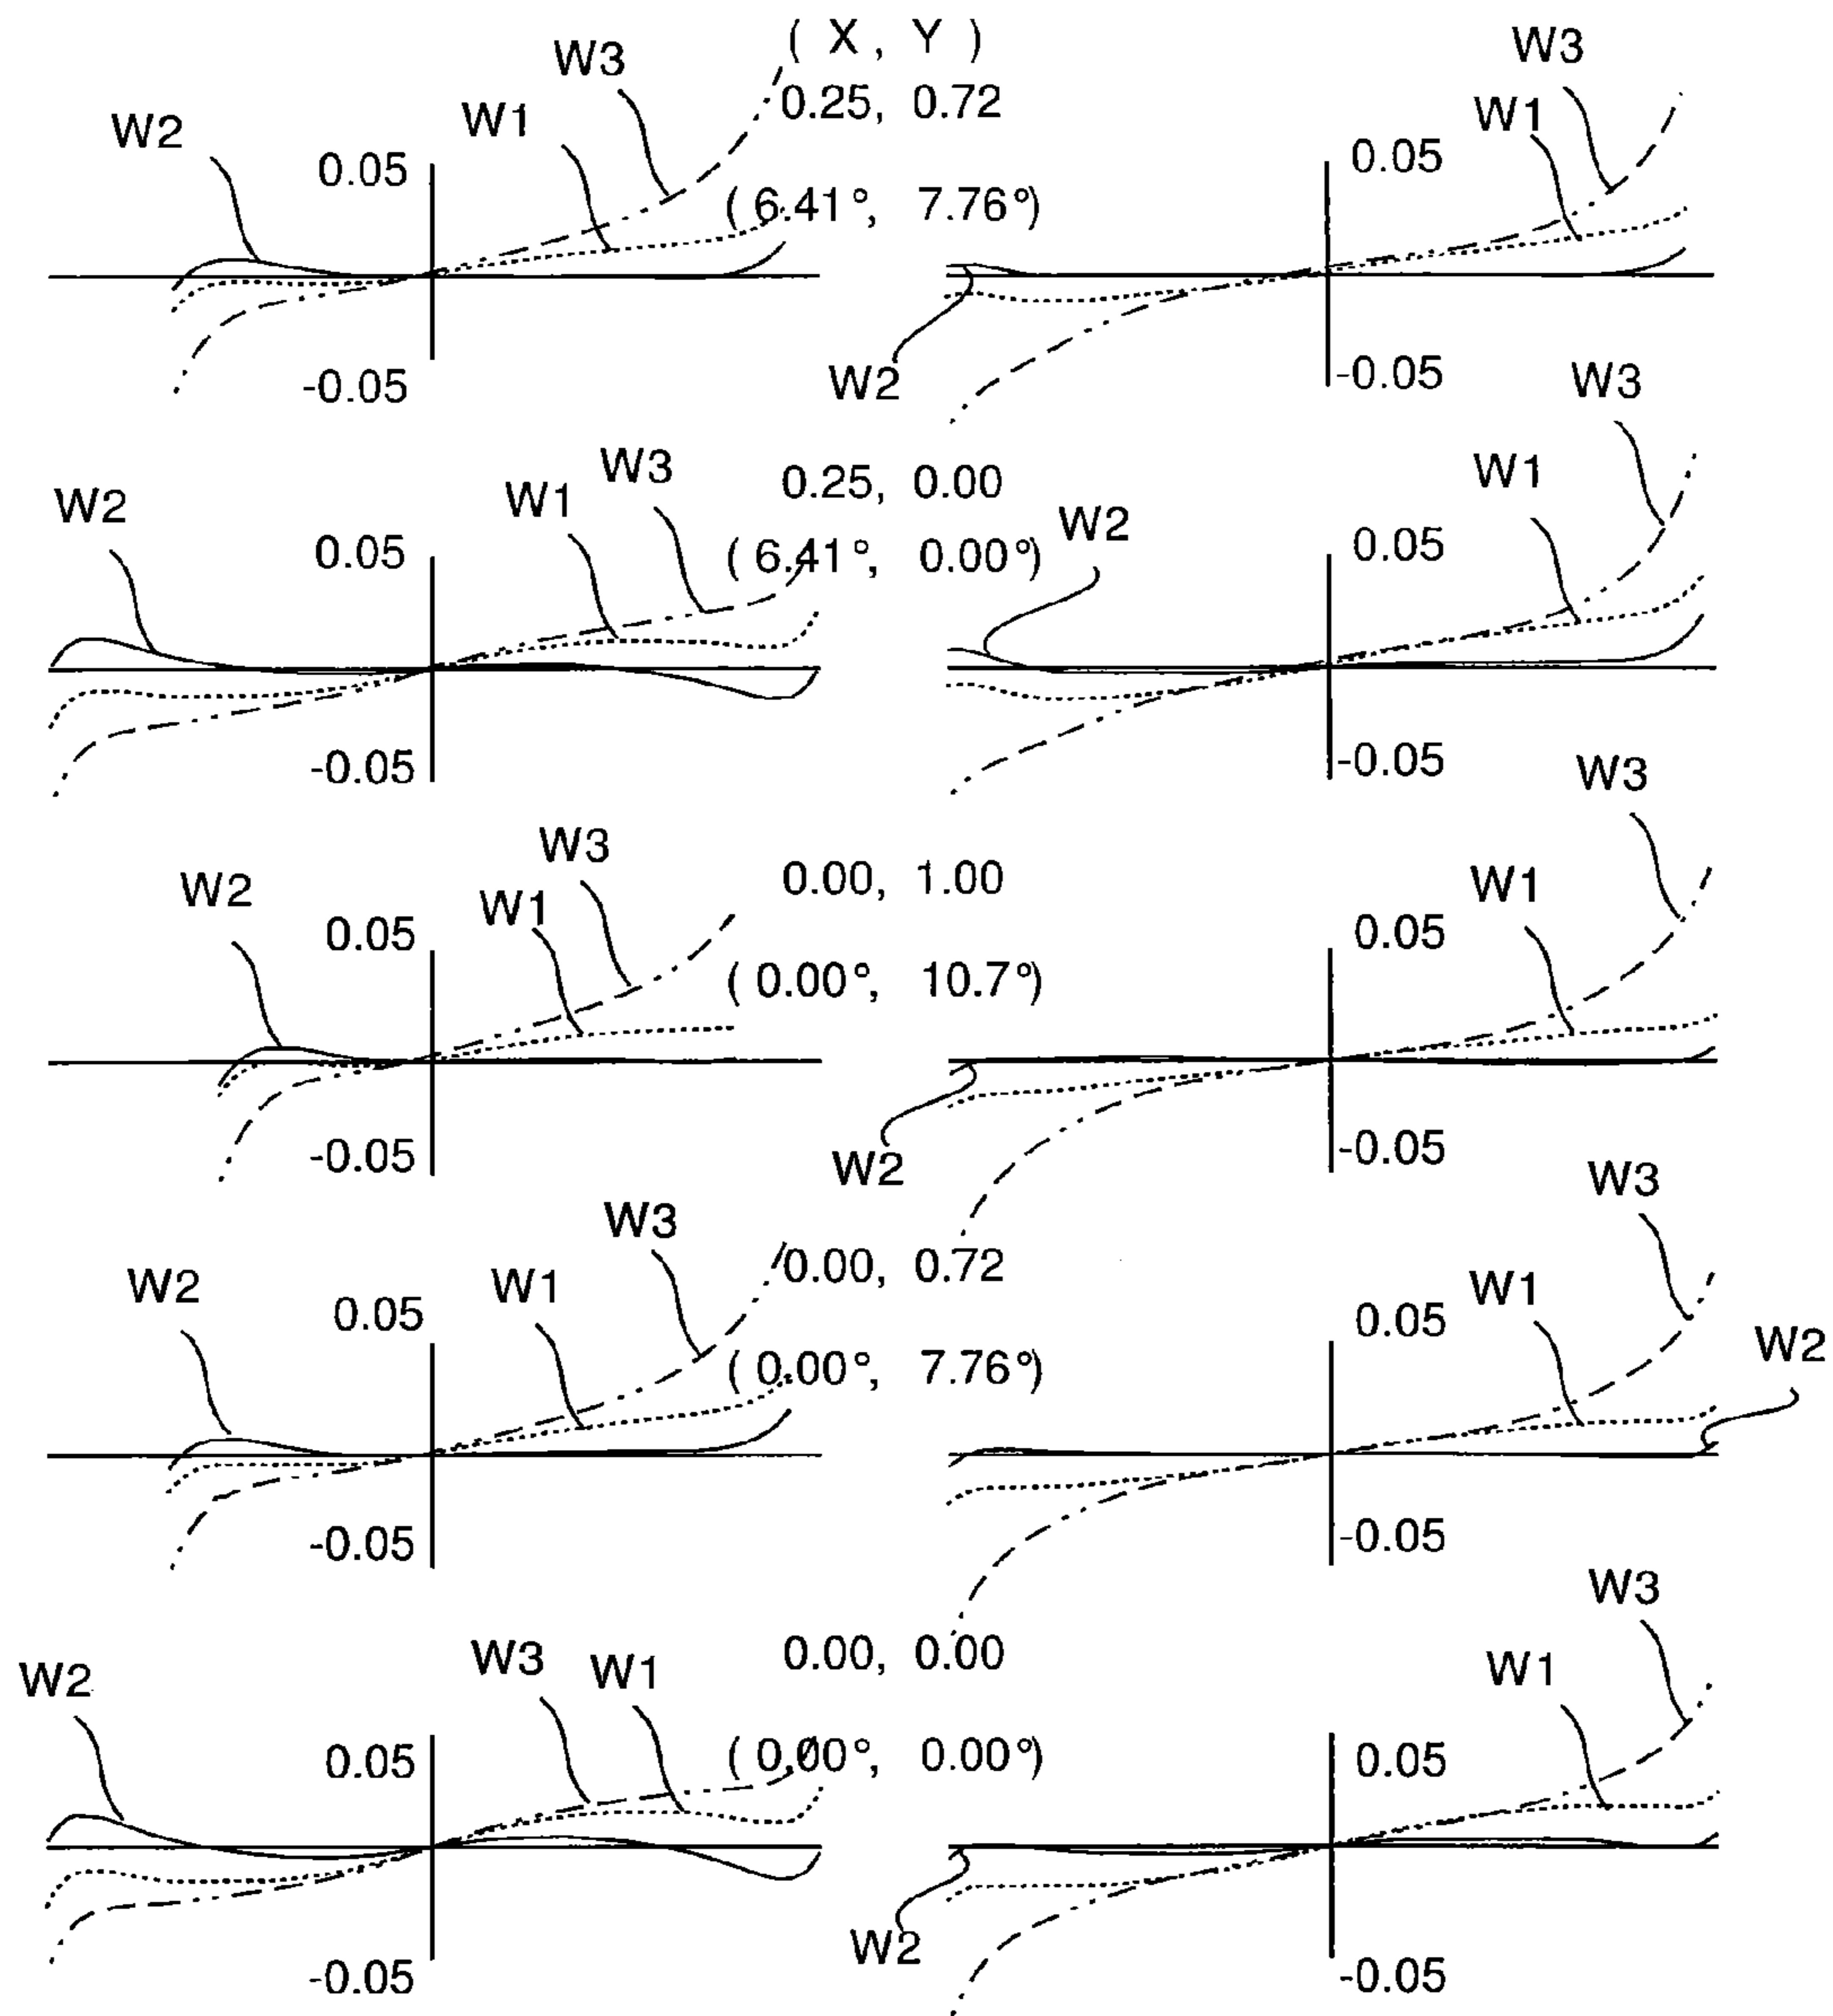 ( X , Y )
W3
W3
0.25, 0.72
W1
W1
W2
0.05
0.05
( 6.41°, 7.76° )
-0.05
W2
-0.05
W3
W3
W1
0.25, 0.00
W1
W2
W2
0.05
( 6.41°, 0.00° )
0.05
-0.05
-0.05
W3
W3
W2
W1
0.00, 1.00
W1
0.05
0.05
( 0.00°, 10.7° )
-0.05
W2
-0.05
W3
W3
W2
W1
0.00, 0.72
W1
0.05
0.05
W2
( 0.00°, 7.76° )
-0.05
-0.05
W3
W2
W3
W1
0.00, 0.00
W1
0.05
( 0.00°, 0.00° )
0.05
W2
-0.05
-0.05